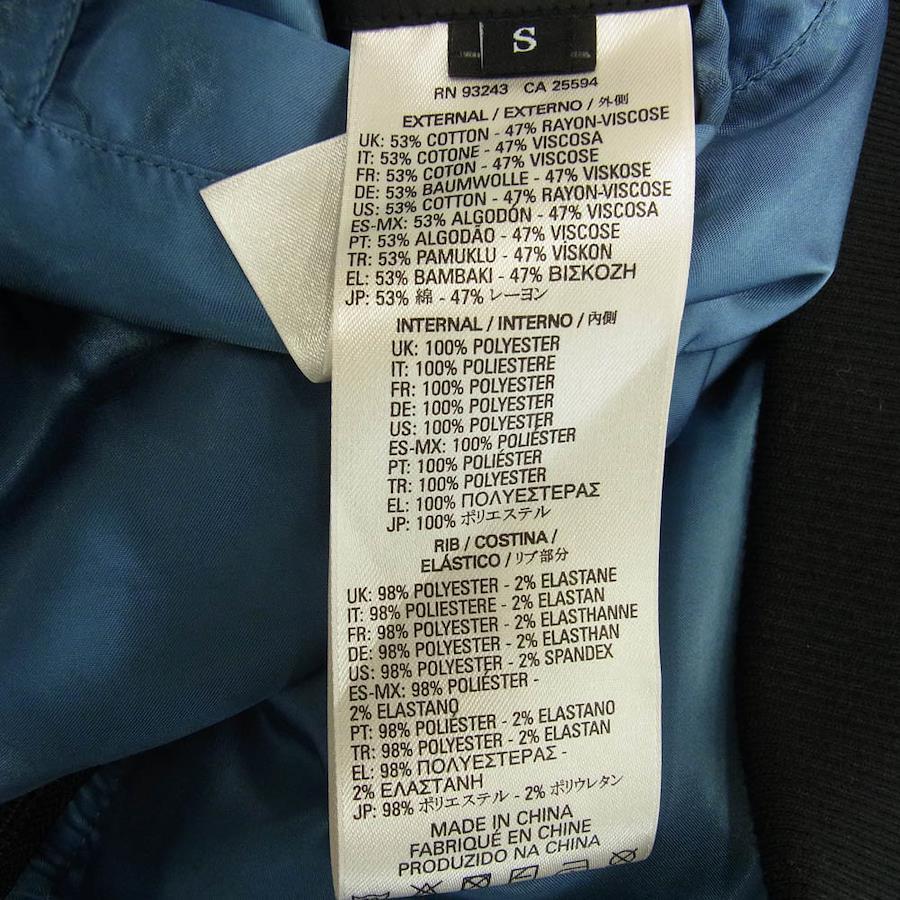 S
RN 93243 CA 25594
EXTERNAL / EXTERNO / 外側
UK: 53% COTTON - 47% RAYON-VISCOSE
IT: 53% COTONE - 47% VISCOSA
FR: 53% COTON - 47% VISCOSE
DE: 53% BAUMWOLLE - 47% VISKOSE
US: 53% COTTON - 47% RAYON-VISCOSE
ES-MX: 53% ALGODÓN - 47% VISCOSA
PT: 53% ALGODÃO - 47% VISCOSE
TR: 53% PAMUKLU - 47% VİSKON
EL: 53% BAMBAKI - 47% ΒΙΣΚΟΖΗ
JP: 53% 綿 - 47% レーヨン
INTERNAL / INTERNO / 內側
UK: 100% POLYESTER
IT: 100% POLIESTERE
FR: 100% POLYESTER
DE: 100% POLYESTER
US: 100% POLYESTER
ES-MX: 100% POLIÉSTER
PT: 100% POLIÉSTER
TR: 100% POLYESTER
EL: 100% ΠΟΛΥΕΣΤΕΡΑΣ
JP: 100% ポリエステル
RIB / COSTINA /
ELÁSTICO / リブ部分
UK: 98% POLYESTER - 2% ELASTANE
IT: 98% POLIESTERE - 2% ELASTAN
FR: 98% POLYESTER - 2% ELASTHANNE
DE: 98% POLYESTER - 2% ELASTHAN
US: 98% POLYESTER - 2% SPANDEX
ES-MX: 98% POLIÉSTER -
2% ELASTANO
PT: 98% POLIÉSTER - 2% ELASTANO
TR: 98% POLYESTER - 2% ELASTAN
EL: 98% ΠΟΛΥΕΣΤΕΡΑΣ -
2% ΕΛΑΣΤΑΝΗ
JP: 98% ポリエステル - 2% ポリウレタン
MADE IN CHINA
FABRIQUÉ EN CHINE
PRODUZIDO NA CHINA